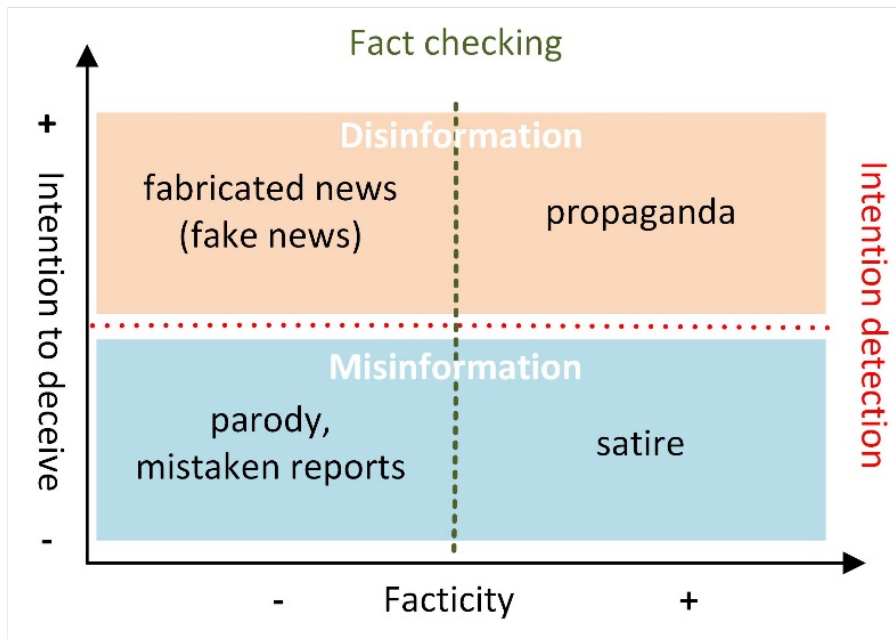 Fact checking
+
Disinformation
fabricated news
(fake news)
propaganda
Intention to deceive
Intention detection
Misinformation
parody,
mistaken reports
satire
-
- Facticity +